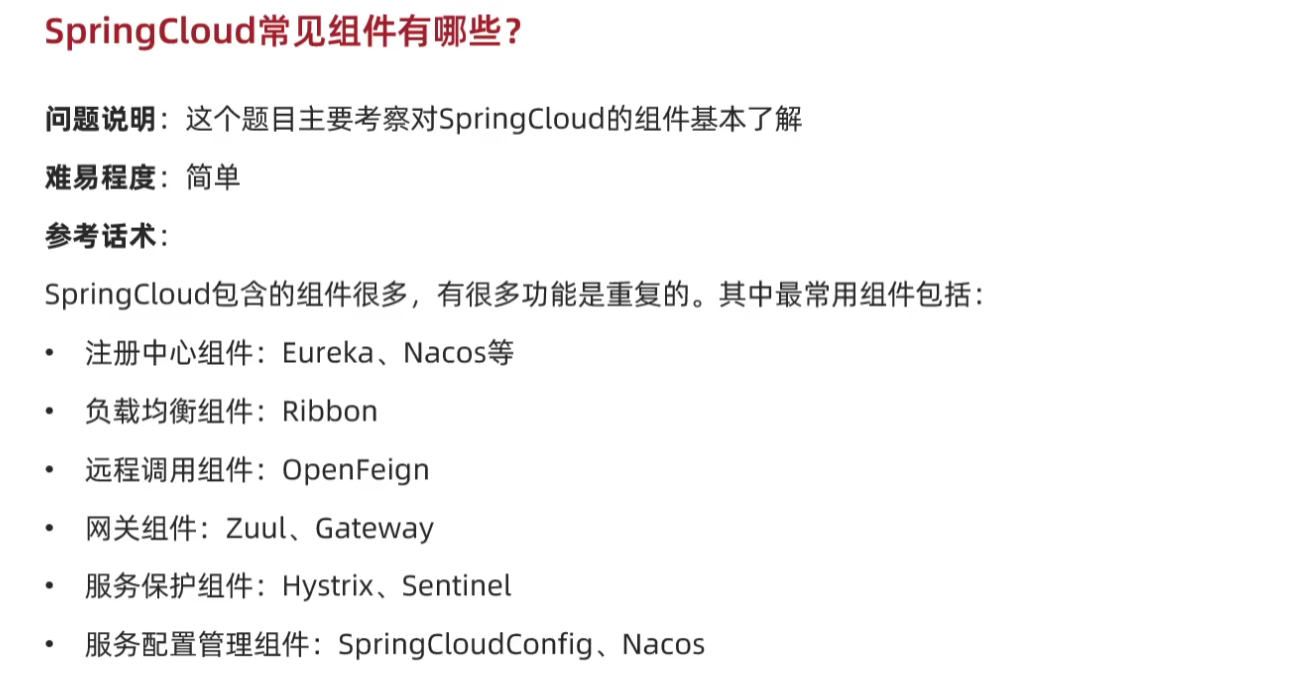 SpringCloud常见组件有哪些？
问题说明：这个题目主要考察对SpringCloud的组件基本了解
难易程度：简单
参考话术：
SpringCloud包含的组件很多，有很多功能是重复的。其中最常用组件包括：
• 注册中心组件：Eureka、Nacos等
• 负载均衡组件：Ribbon
• 远程调用组件：OpenFeign
• 网关组件：Zuul、Gateway
• 服务保护组件：Hystrix、Sentinel
• 服务配置管理组件：SpringCloudConfig、Nacos